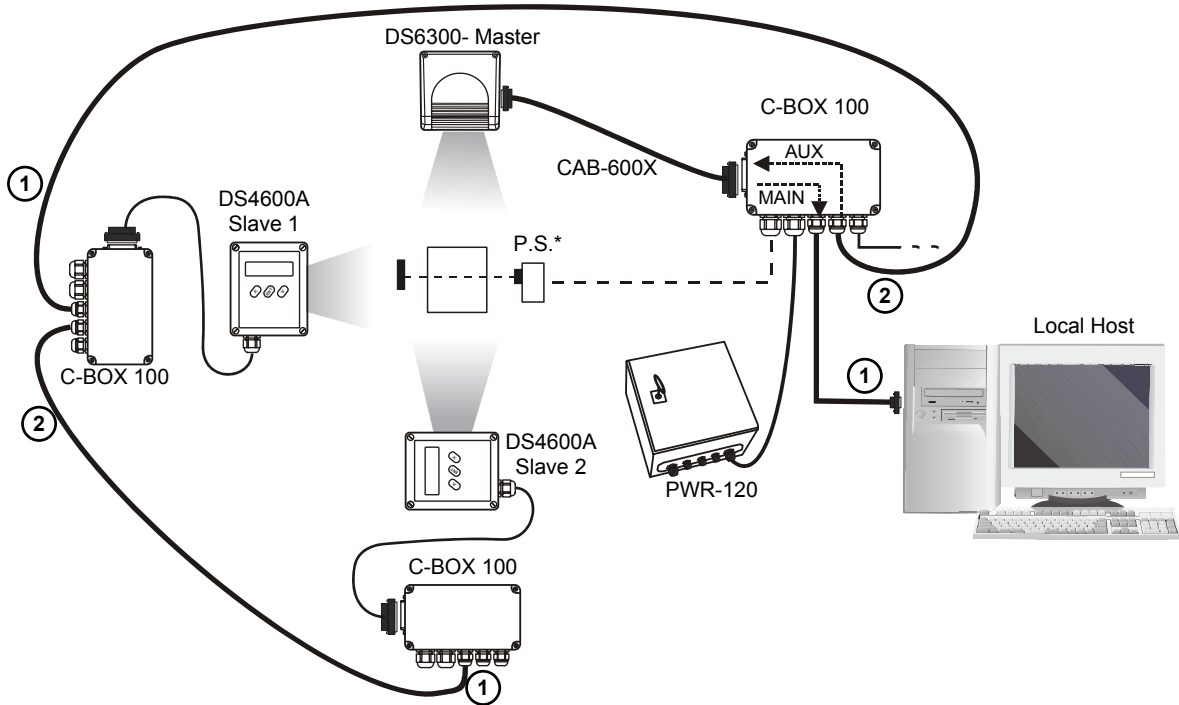 DS6300- Master
C-BOX 100
AUX
CAB-600X
MAIN
1
DS4600A
Slave 1
P.S.*
2
Local Host
C-BOX 100
1
2
DS4600A
Slave 2
PWR-120
C-BOX 100
1